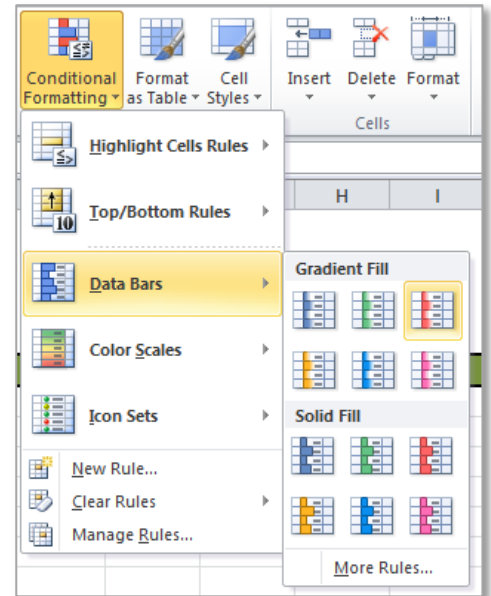 Conditional Formatting
Format as Table
Cell Styles
Insert
Delete
Format
Cells
H
I
Highlight Cells Rules
Top/Bottom Rules
10
Data Bars
Color Scales
Icon Sets
New Rule...
Clear Rules
Manage Rules...
Gradient Fill
Solid Fill
More Rules...